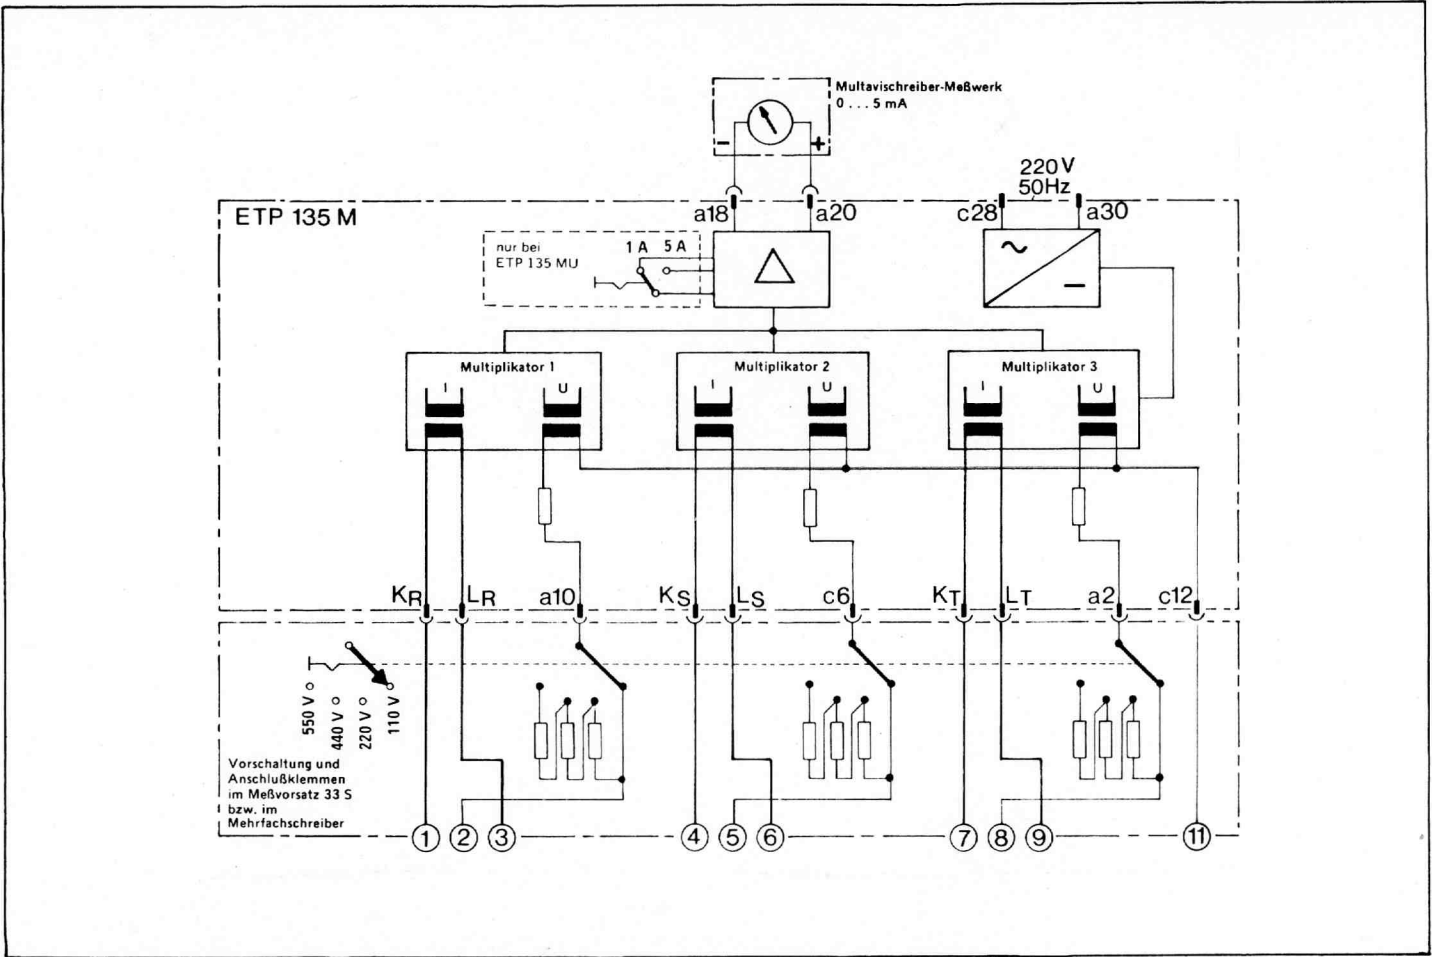 Multavischreiber-Meßwerk
0 . . . 5 mA
− +
220 V
50Hz
ETP 135 M
a18 a20 c28 a30
nur bei
ETP 135 MU
1 A 5 A
Multiplikator 1
I U
Multiplikator 2
I U
Multiplikator 3
I U
KR LR a10 KS LS c6 KT LT a2 c12
550 V
440 V
220 V
110 V
Vorschaltung und
Anschlußklemmen
im Meßvorsatz 33 S
bzw. im
Mehrfachschreiber
1 2 3 4 5 6 7 8 9 11